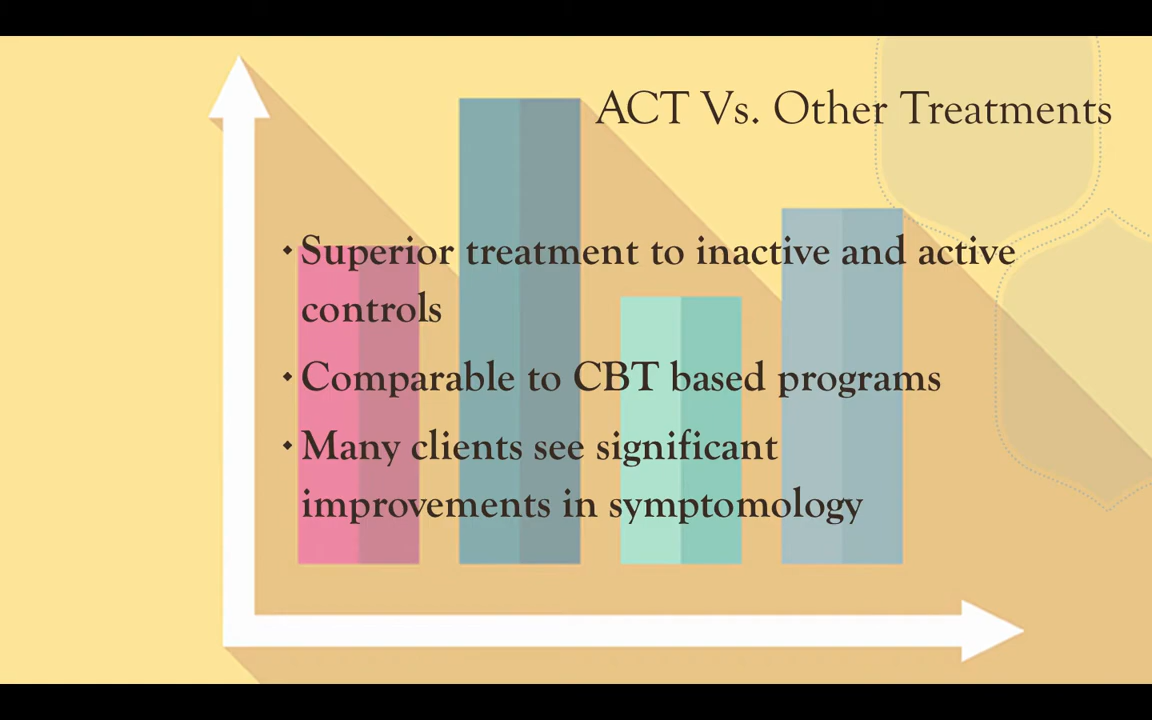 ACT Vs. Other Treatments
• Superior treatment to inactive and active
controls
• Comparable to CBT based programs
• Many clients see significant
improvements in symptomology